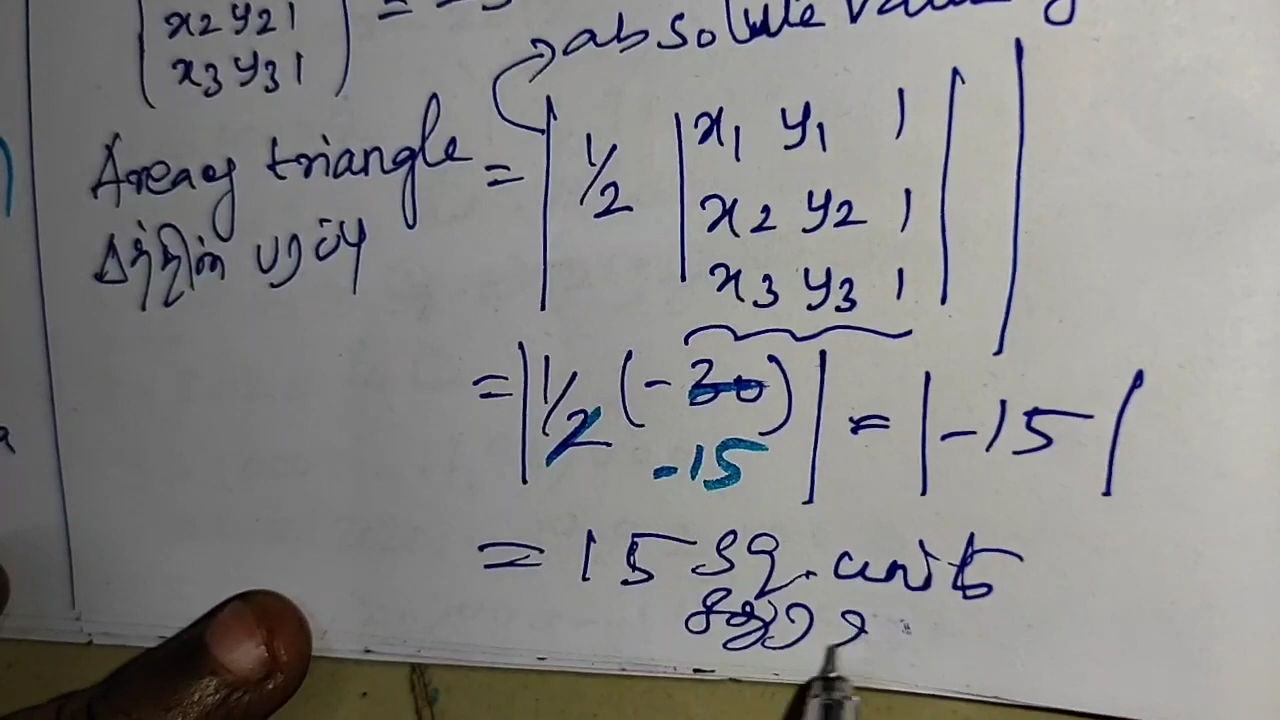 x2 y2 1 =
x3 y3 1
absolute
Area of triangle = | 1/2 | x1 y1 1
x2 y2 1
x3 y3 1 | |
= | 1/2 (-30) | = |-15|
-15
= 15 sq. units